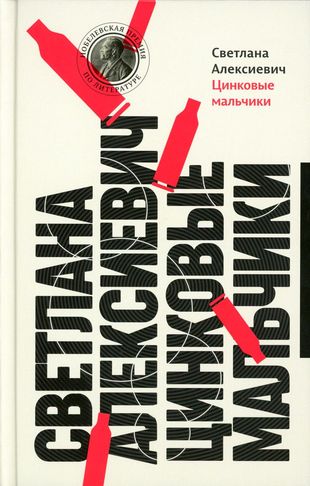 НОБЕЛЕВСКАЯ ПРЕМИЯ
ПО ЛИТЕРАТУРЕ
Светлана
Алексиевич
Цинковые
мальчики
СВЕТЛАНА
АЛЕКСИЕВИЧ
ЦИНКОВЫЕ
МАЛЬЧИКИ